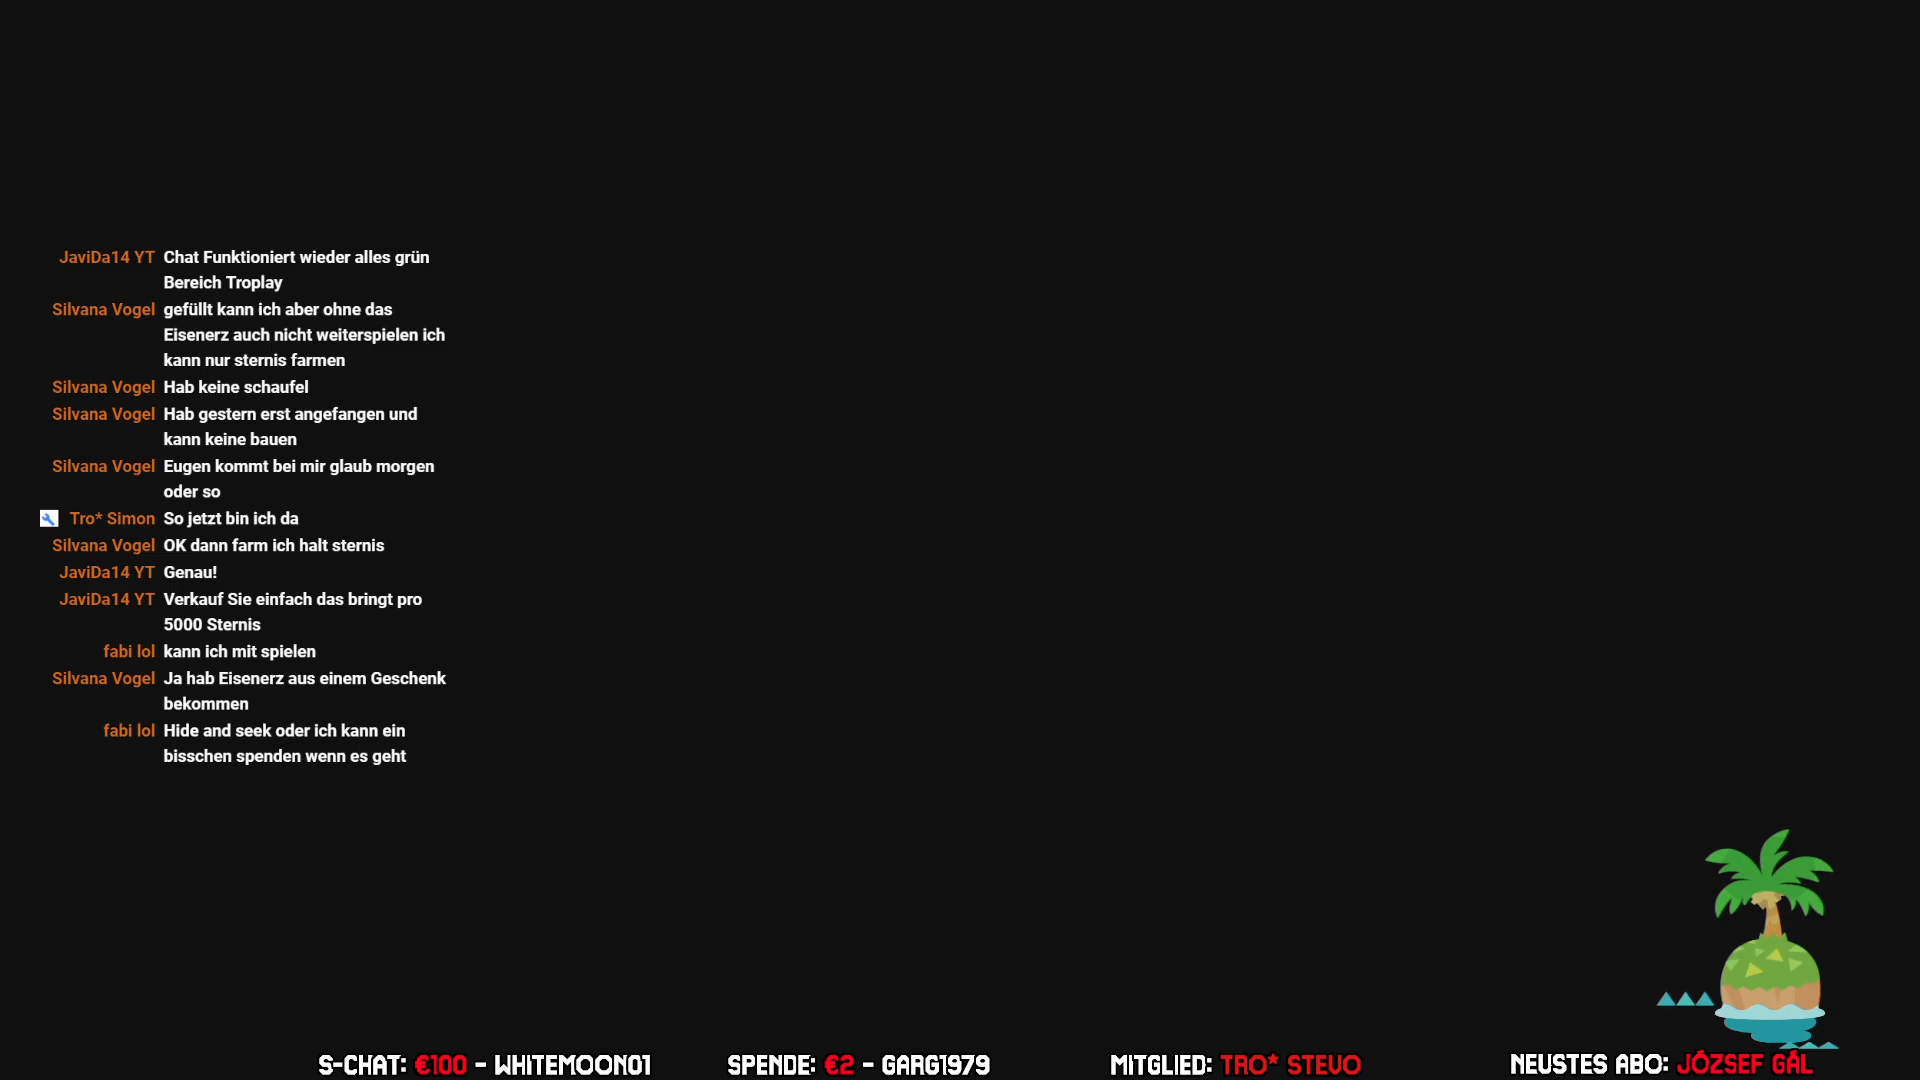 JaviDa14 YT Chat Funktioniert wieder alles grün
Bereich Troplay
Silvana Vogel gefüllt kann ich aber ohne das
Eisenerz auch nicht weiterspielen ich
kann nur sternis farmen
Silvana Vogel Hab keine schaufel
Silvana Vogel Hab gestern erst angefangen und
kann keine bauen
Silvana Vogel Eugen kommt bei mir glaub morgen
oder so
Tro* Simon So jetzt bin ich da
Silvana Vogel OK dann farm ich halt sternis
JaviDa14 YT Genau!
JaviDa14 YT Verkauf Sie einfach das bringt pro
5000 Sternis
fabi lol kann ich mit spielen
Silvana Vogel Ja hab Eisenerz aus einem Geschenk
bekommen
fabi lol Hide and seek oder ich kann ein
bisschen spenden wenn es geht
S-CHAT: €100 - WHITEMOON01 SPENDE: €2 - GARG1979 MITGLIED: TRO* STEVO NEUSTES ABO: JÓZSEF GÁL